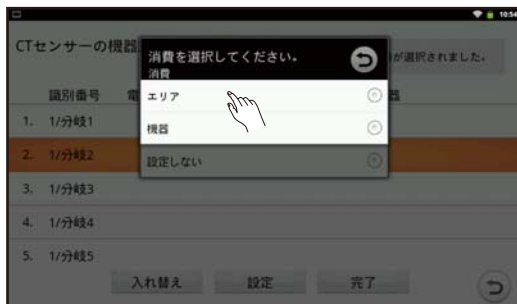 10:54
CTセンサーの機器
が選択されました。
消費を選択してください。
消費
識別番号 電 器
エリア
1. 1/分岐1
機器
2. 1/分岐2
設定しない
3. 1/分岐3
4. 1/分岐4
5. 1/分岐5
入れ替え 設定 完了